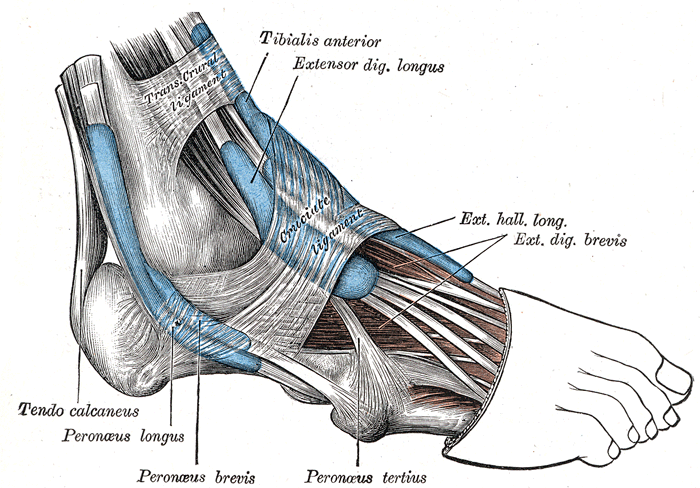 Tibialis anterior
Extensor dig. longus
Trans. Crural
ligament
Cruciate
ligament
Ext. hall. long.
Ext. dig. brevis
Tendo calcaneus
Peronæus longus
Peronæus brevis
Peronæus tertius